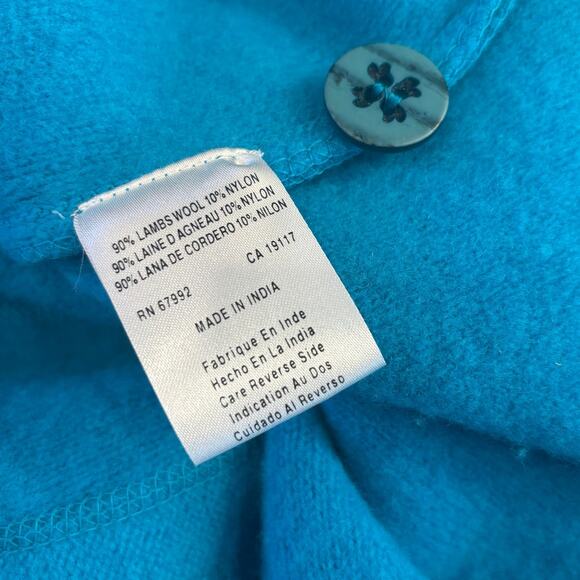 90% LAMBS WOOL 10% NYLON
90% LAINE D AGNEAU 10% NYLON
90% LANA DE CORDERO 10% NILON
RN 67992 CA 19117
MADE IN INDIA
Fabrique En Inde
Hecho En La India
Care Reverse Side
Indication Au Dos
Cuidado Al Reverso